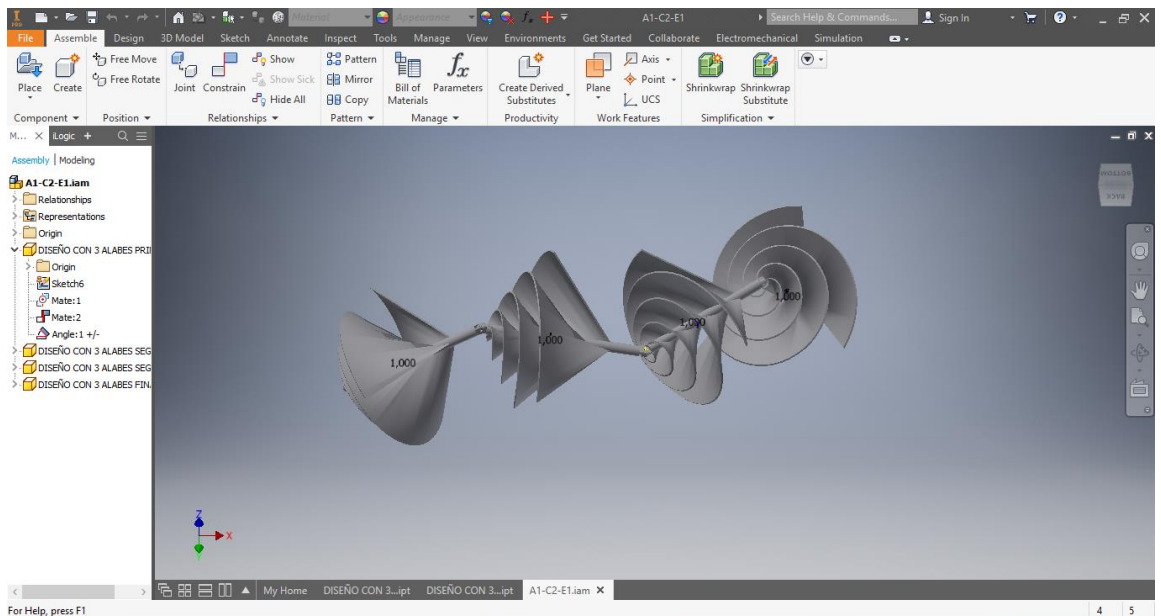 PRO
Material
Appearance
A1-C2-E1
Search Help & Commands...
Sign In
File Assemble Design 3D Model Sketch Annotate Inspect Tools Manage View Environments Get Started Collaborate Electromechanical Simulation
Place Create
Free Move
Free Rotate
Joint Constrain
Show
Show Sick
Hide All
Pattern
Mirror
Copy
Bill of Materials
fx
Parameters
Create Derived Substitutes
Plane
Axis
Point
UCS
Shrinkwrap Shrinkwrap Substitute
Component Position Relationships Pattern Manage Productivity Work Features Simplification
M... iLogic +
Assembly | Modeling
A1-C2-E1.iam
Relationships
Representations
Origin
DISEÑO CON 3 ALABES PRI
Origin
Sketch6
Mate:1
Mate:2
Angle:1 +/-
DISEÑO CON 3 ALABES SEG
DISEÑO CON 3 ALABES SEG
DISEÑO CON 3 ALABES FIN
BOTTOM
BACK
1,000
1,000
1,000
1,000
Z
X
Y
My Home DISEÑO CON 3...ipt DISEÑO CON 3...ipt A1-C2-E1.iam
For Help, press F1
4 5